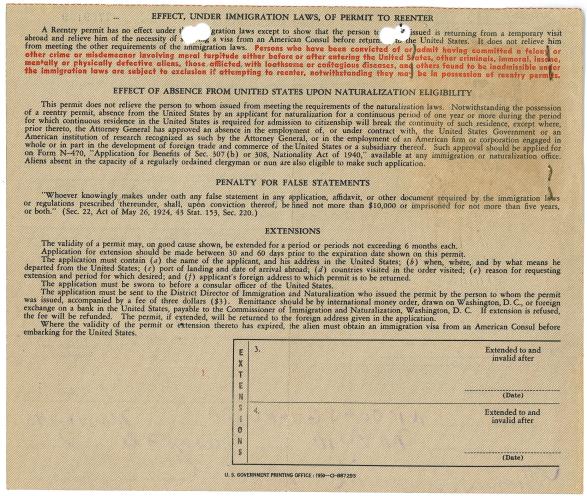 EFFECT, UNDER IMMIGRATION LAWS, OF PERMIT TO REENTER
A Reentry permit has no effect under gration laws except to show that the person to issued is returning from a temporary visit
abroad and relieve him of the necessity of a visa from an American Consul before return the United States. It does not relieve him
from meeting the other requirements of the immigration laws. Persons who have been convicted of or admit having committed a felony or
other crime or misdemeanor involving moral turpitude either before or after entering the United States, other criminals, immoral, insane,
mentally or physically defective aliens, those afflicted with loathsome or contagious diseases, and others found to be inadmissible under
the immigration laws are subject to exclusion if attempting to reenter, notwithstanding they may be in possession of reentry permits.
EFFECT OF ABSENCE FROM UNITED STATES UPON NATURALIZATION ELIGIBILITY
This permit does not relieve the person to whom issued from meeting the requirements of the naturalization laws. Notwithstanding the possession
of a reentry permit, absence from the United States by an applicant for naturalization for a continuous period of one year or more during the period
for which continuous residence in the United States is required for admission to citizenship will break the continuity of such residence, except where,
prior thereto, the Attorney General has approved an absence in the employment of, or under contract with, the United States Government or an
American institution of research recognized as such by the Attorney General, or in the employment of an American firm or corporation engaged in
whole or in part in the development of foreign trade and commerce of the United States or a subsidiary thereof. Such approval should be applied for
on Form N–470, "Application for Benefits of Sec. 307 (b) or 308, Nationality Act of 1940," available at any immigration or naturalization office.
Aliens absent in the capacity of a regularly ordained clergyman or nun are also eligible to make such application.
PENALTY FOR FALSE STATEMENTS
"Whoever knowingly makes under oath any false statement in any application, affidavit, or other document required by the immigration laws
or regulations prescribed thereunder, shall, upon conviction thereof, be fined not more than $10,000 or imprisoned for not more than five years,
or both." (Sec. 22, Act of May 26, 1924, 43 Stat. 153, Sec. 220.)
EXTENSIONS
The validity of a permit may, on good cause shown, be extended for a period or periods not exceeding 6 months each.
Application for extension should be made between 30 and 60 days prior to the expiration date shown on this permit.
The application must contain (a) the name of the applicant, and his address in the United States; (b) when, where, and by what means he
departed from the United States; (c) port of landing and date of arrival abroad; (d) countries visited in the order visited; (e) reason for requesting
extension and period for which desired; and (f) applicant's foreign address to which permit is to be returned.
The application must be sworn to before a consular officer of the United States.
The application must be sent to the District Director of Immigration and Naturalization who issued the permit by the person to whom the permit
was issued, accompanied by a fee of three dollars ($3). Remittance should be by international money order, drawn on Washington, D. C., or foreign
exchange on a bank in the United States, payable to the Commissioner of Immigration and Naturalization, Washington, D. C. If extension is refused,
the fee will be refunded. The permit, if extended, will be returned to the foreign address given in the application.
Where the validity of the permit or extension thereto has expired, the alien must obtain an immigration visa from an American Consul before
embarking for the United States.
EXTENSIONS
3.
Extended to and
invalid after
(Date)
4.
Extended to and
invalid after
(Date)
U. S. GOVERNMENT PRINTING OFFICE : 1950—O-887293